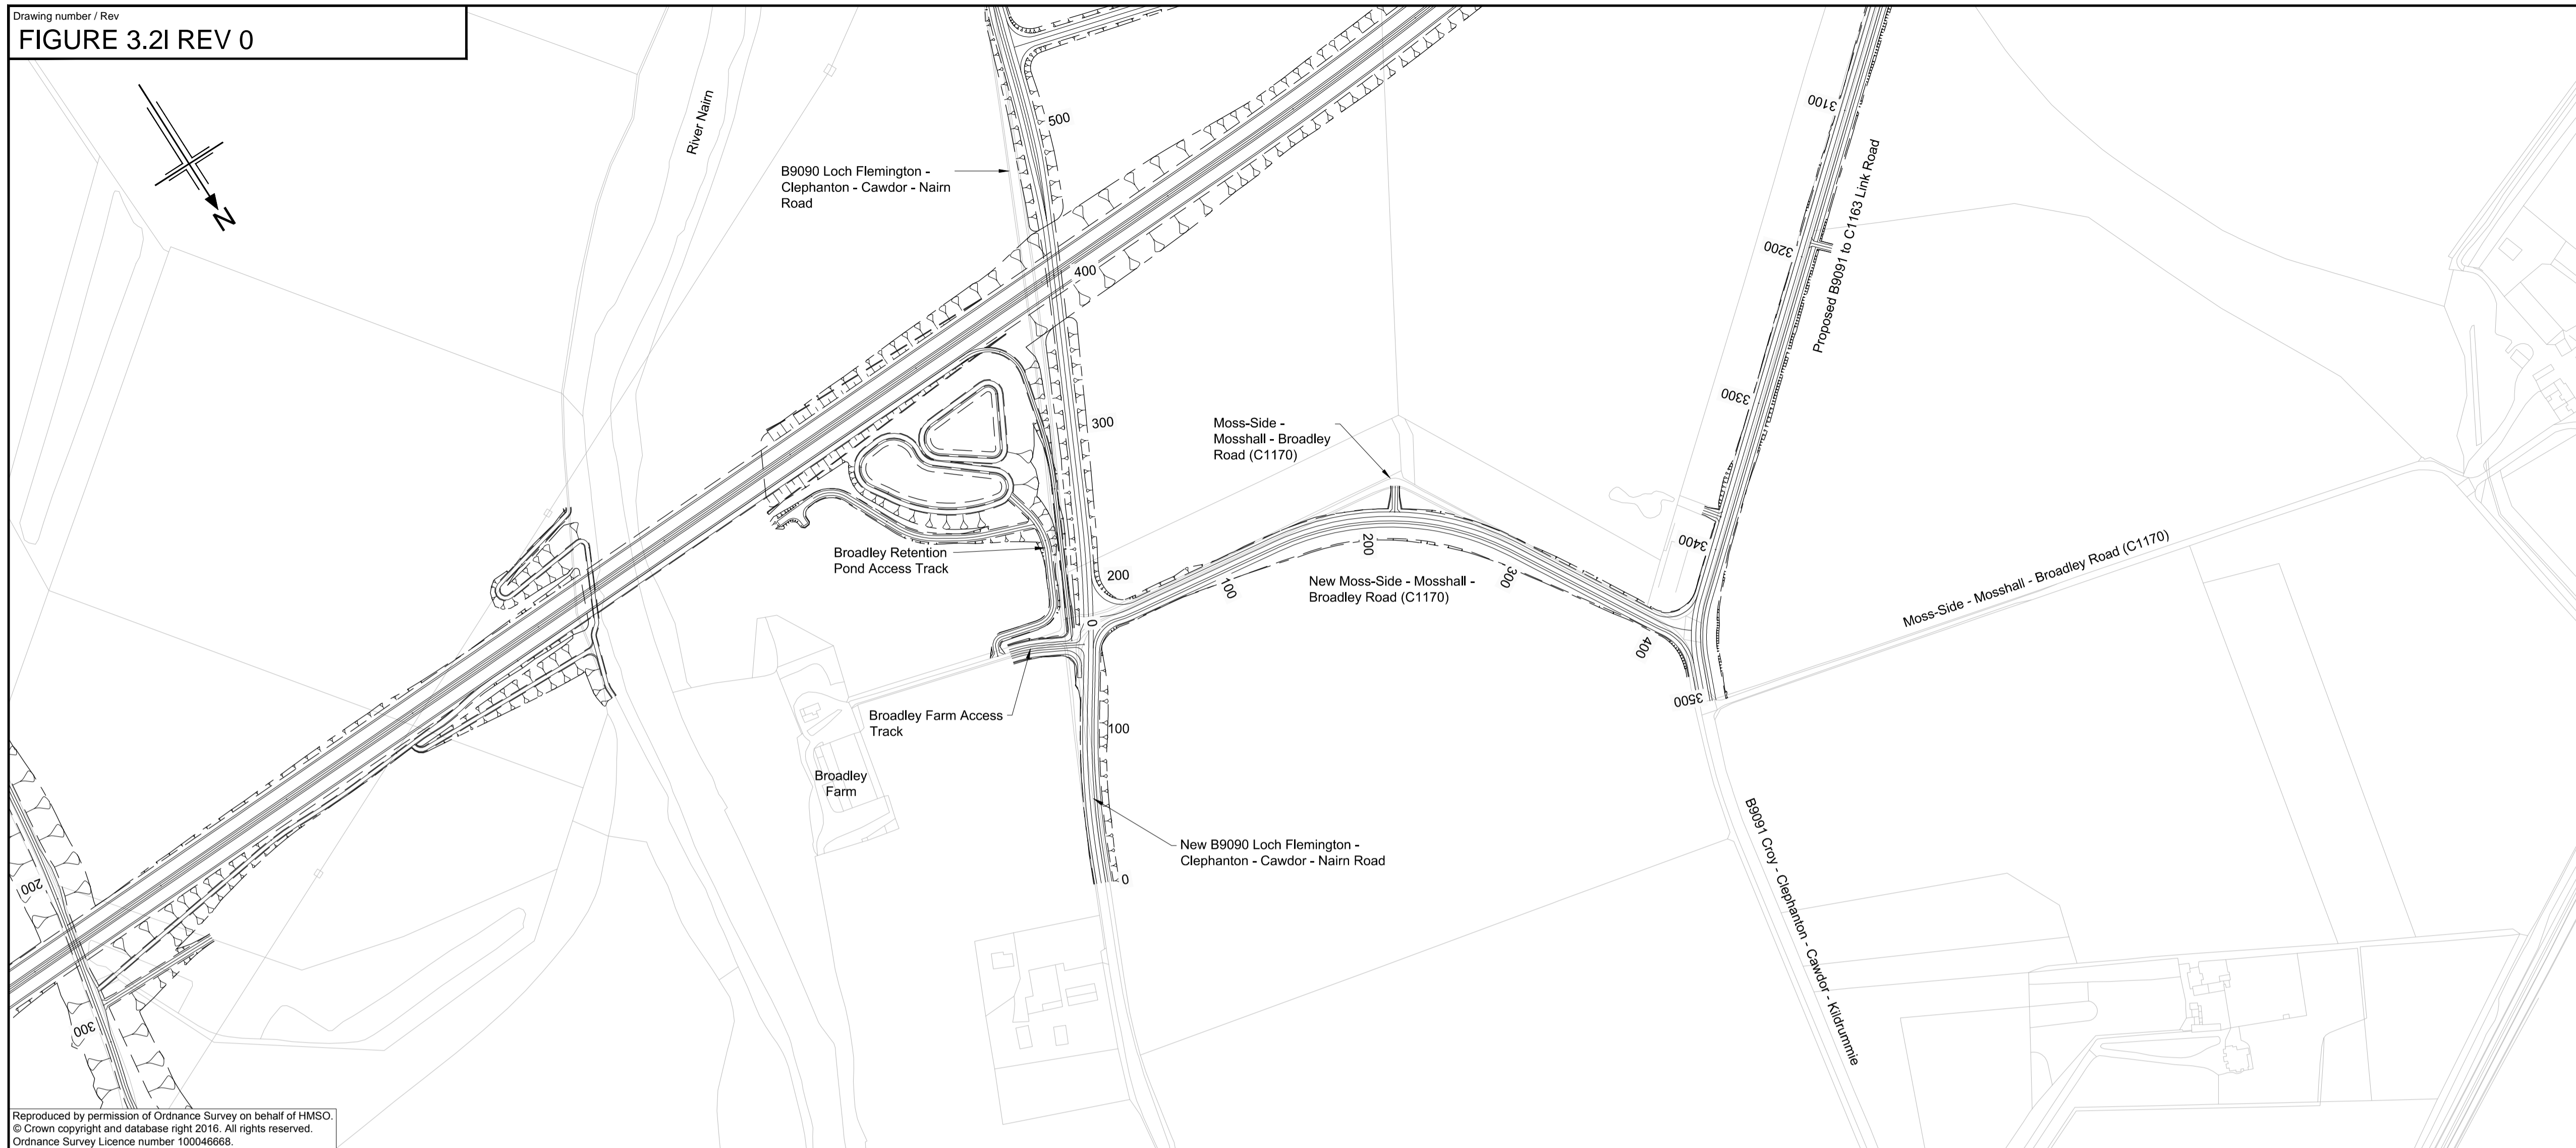 Drawing number / Rev
FIGURE 3.2I REV 0
N
River Nairn
B9090 Loch Flemington -
Clephanton - Cawdor - Nairn
Road
500
400
300
200
100
0
0
Moss-Side -
Mosshall - Broadley
Road (C1170)
Broadley Retention
Pond Access Track
100
200
300
400
New Moss-Side - Mosshall -
Broadley Road (C1170)
3100
3200
3300
3400
3500
Proposed B9091 to C1163 Link Road
Moss-Side - Mosshall - Broadley Road (C1170)
Broadley Farm Access
Track
Broadley
Farm
New B9090 Loch Flemington -
Clephanton - Cawdor - Nairn Road
B9091 Croy - Clephanton - Cawdor - Kildrummie
200
300
Reproduced by permission of Ordnance Survey on behalf of HMSO.
© Crown copyright and database right 2016. All rights reserved.
Ordnance Survey Licence number 100046668.